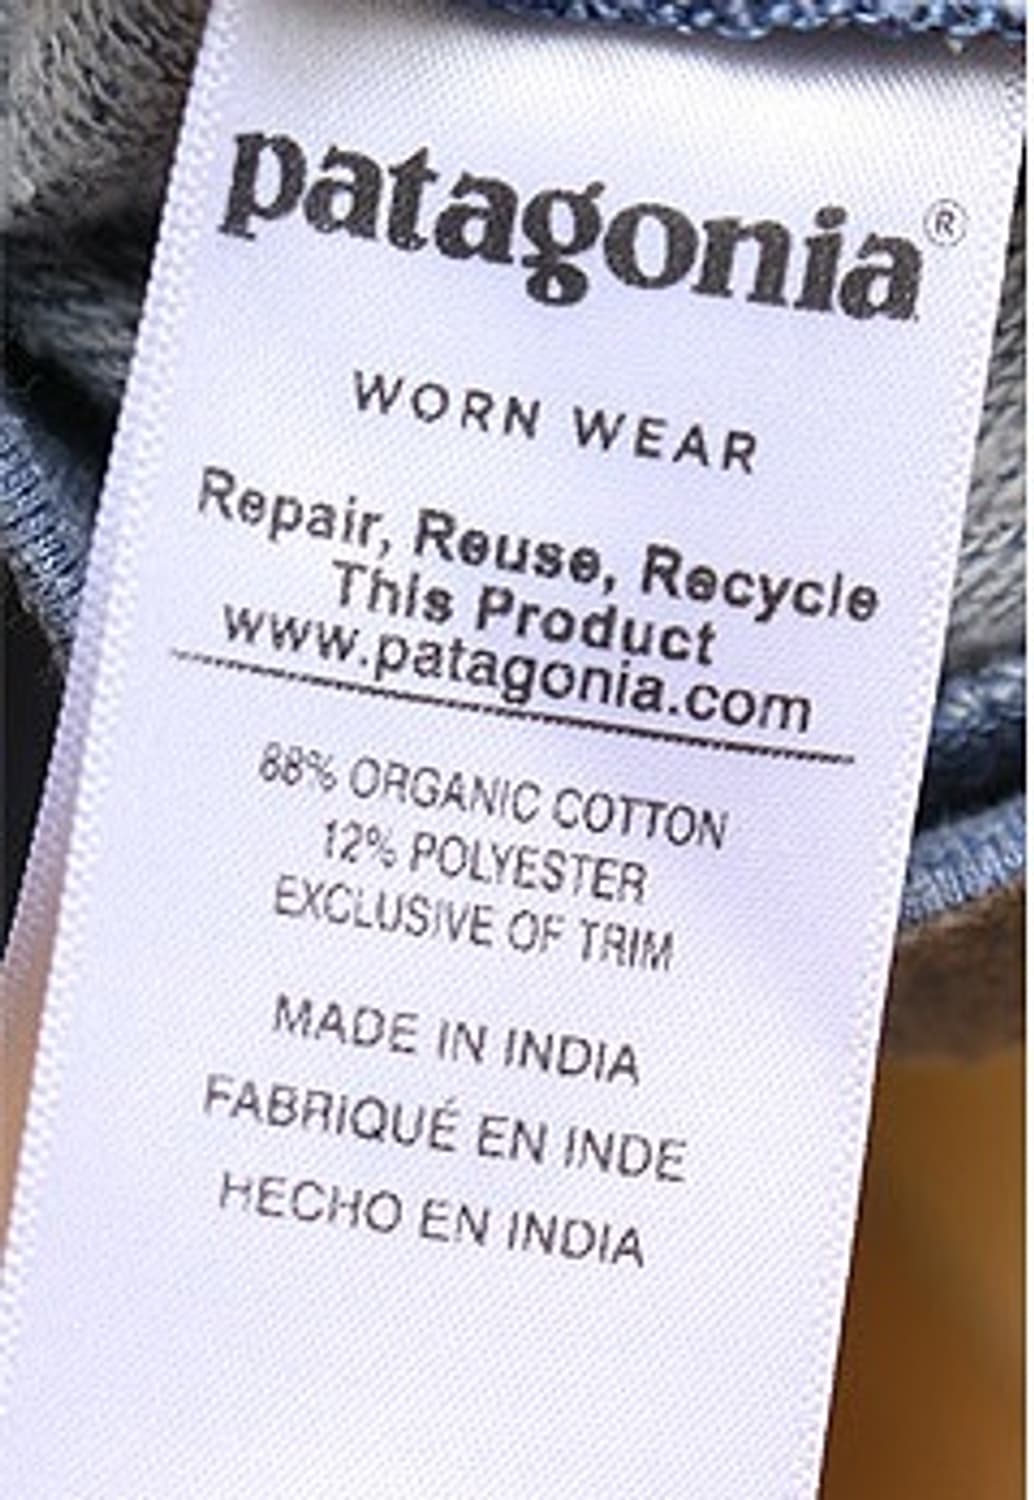 patagonia®
WORN WEAR
Repair, Reuse, Recycle
This Product
www.patagonia.com
88% ORGANIC COTTON
12% POLYESTER
EXCLUSIVE OF TRIM
MADE IN INDIA
FABRIQUÉ EN INDE
HECHO EN INDIA